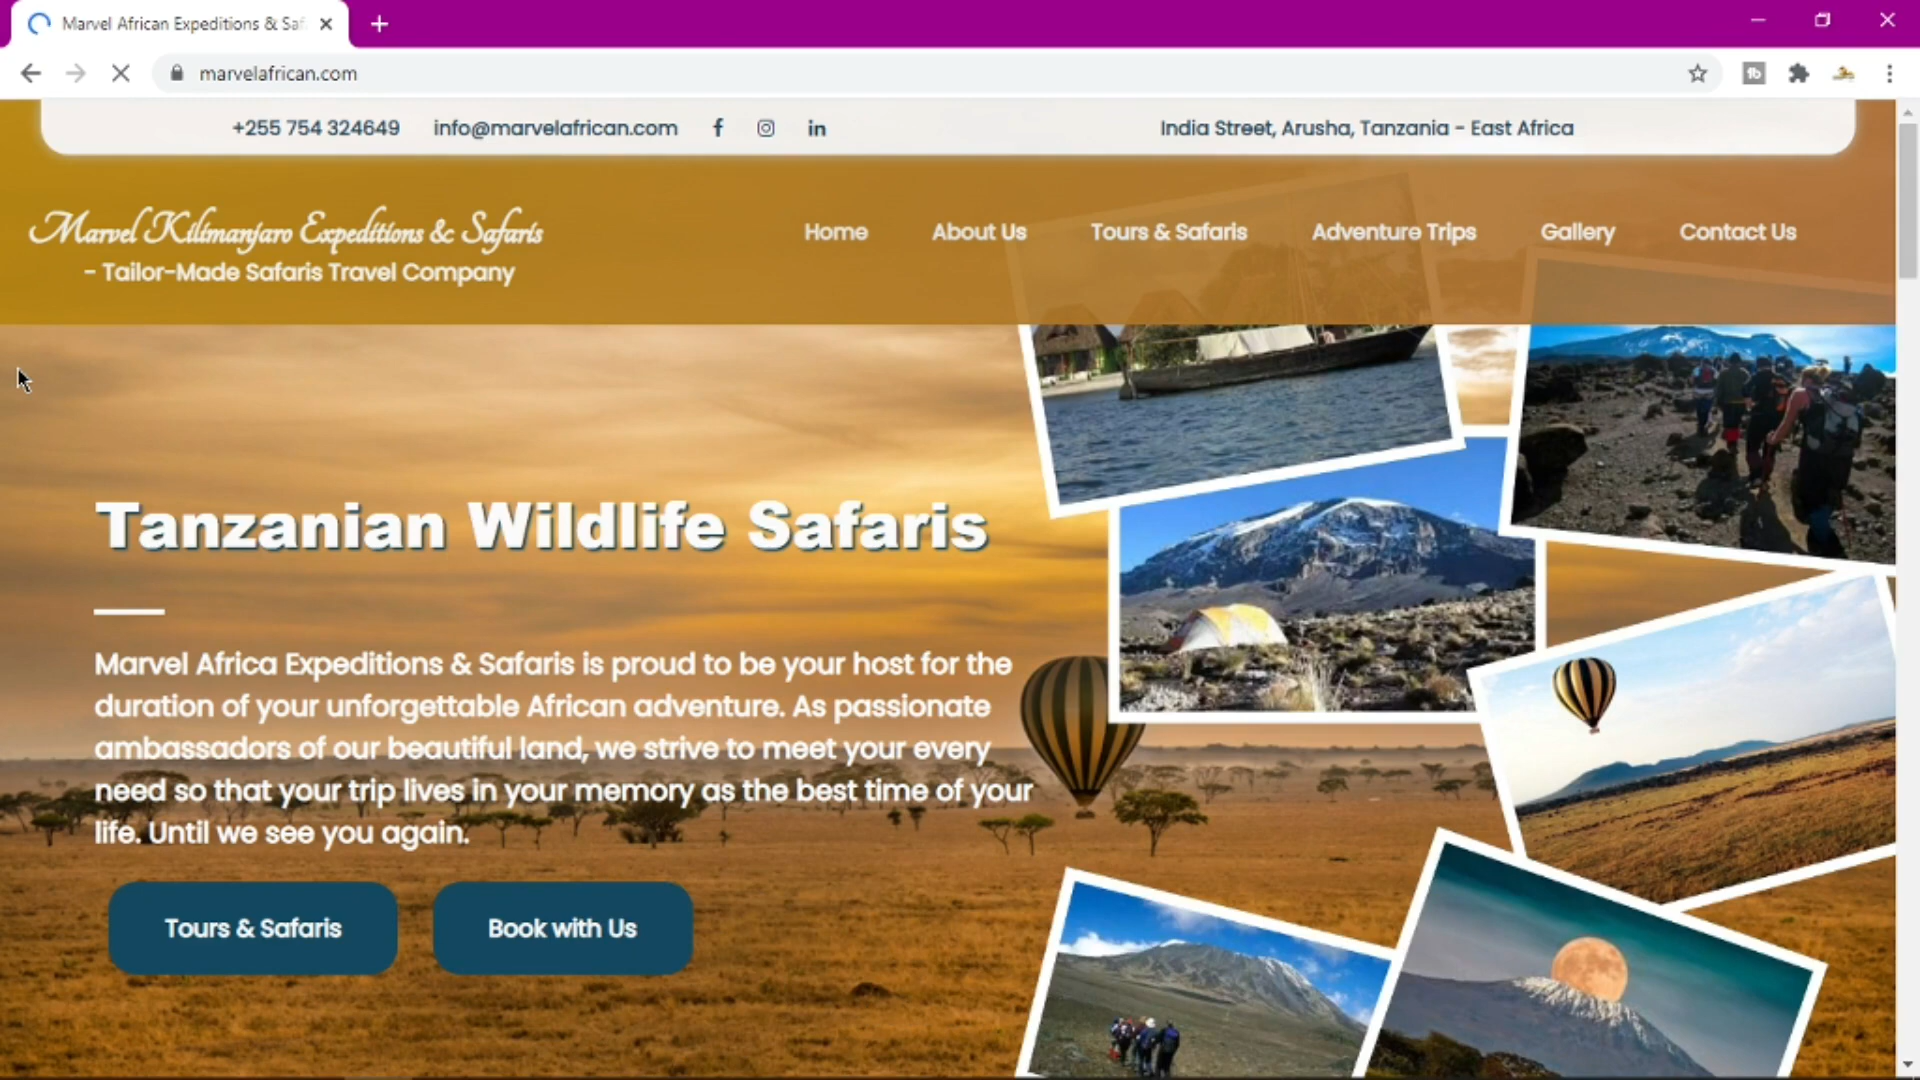 Marvel African Expeditions & Saf
marvelafrican.com
+255 754 324649 info@marvelafrican.com India Street, Arusha, Tanzania - East Africa
Marvel Kilimanjaro Expeditions & Safaris
- Tailor-Made Safaris Travel Company
Home About Us Tours & Safaris Adventure Trips Gallery Contact Us
Tanzanian Wildlife Safaris
Marvel Africa Expeditions & Safaris is proud to be your host for the
duration of your unforgettable African adventure. As passionate
ambassadors of our beautiful land, we strive to meet your every
need so that your trip lives in your memory as the best time of your
life. Until we see you again.
Tours & Safaris Book with Us